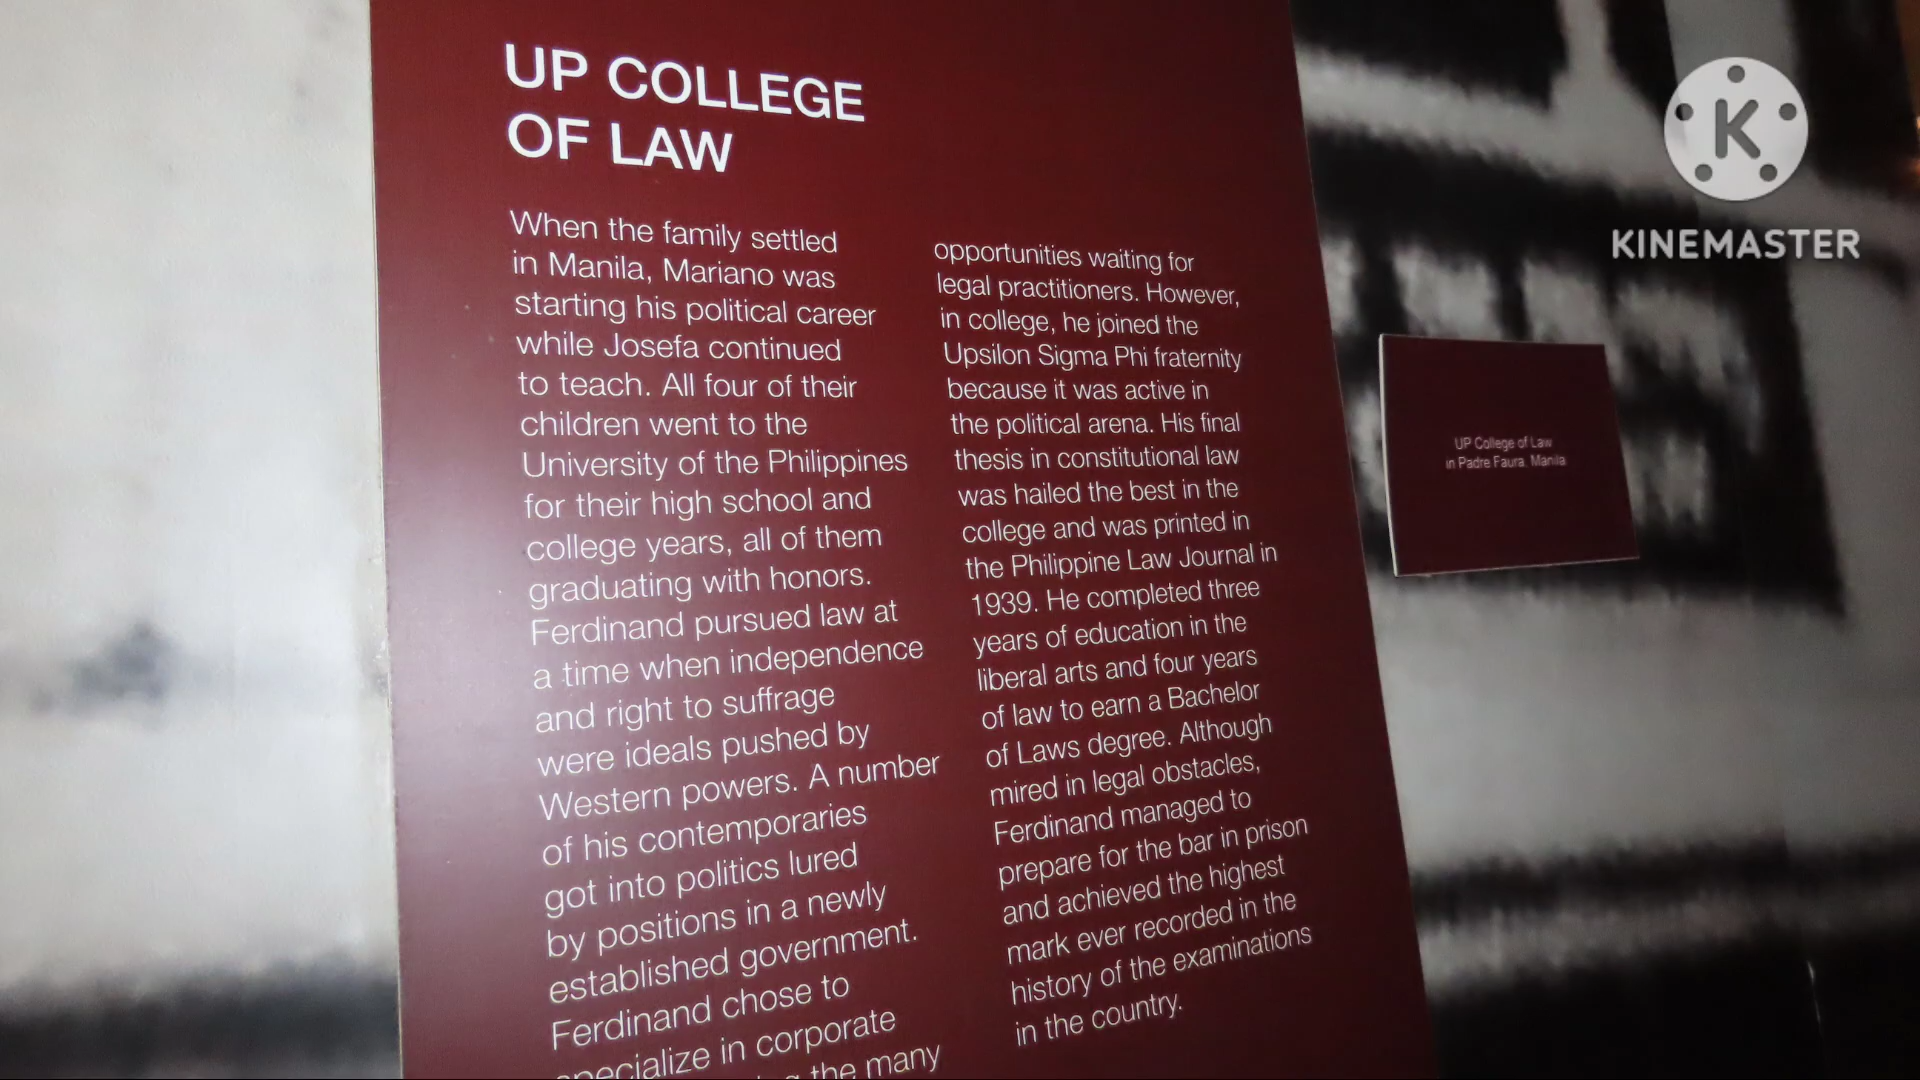 UP COLLEGE
OF LAW
When the family settled
in Manila, Mariano was
starting his political career
while Josefa continued
to teach. All four of their
children went to the
University of the Philippines
for their high school and
college years, all of them
graduating with honors.
Ferdinand pursued law at
a time when independence
and right to suffrage
were ideals pushed by
Western powers. A number
of his contemporaries
got into politics lured
by positions in a newly
established government.
Ferdinand chose to
specialize in corporate
the many
opportunities waiting for
legal practitioners. However,
in college, he joined the
Upsilon Sigma Phi fraternity
because it was active in
the political arena. His final
thesis in constitutional law
was hailed the best in the
college and was printed in
the Philippine Law Journal in
1939. He completed three
years of education in the
liberal arts and four years
of law to earn a Bachelor
of Laws degree. Although
mired in legal obstacles,
Ferdinand managed to
prepare for the bar in prison
and achieved the highest
mark ever recorded in the
history of the examinations
in the country.
UP College of Law
in Padre Faura, Manila
K
KINEMASTER